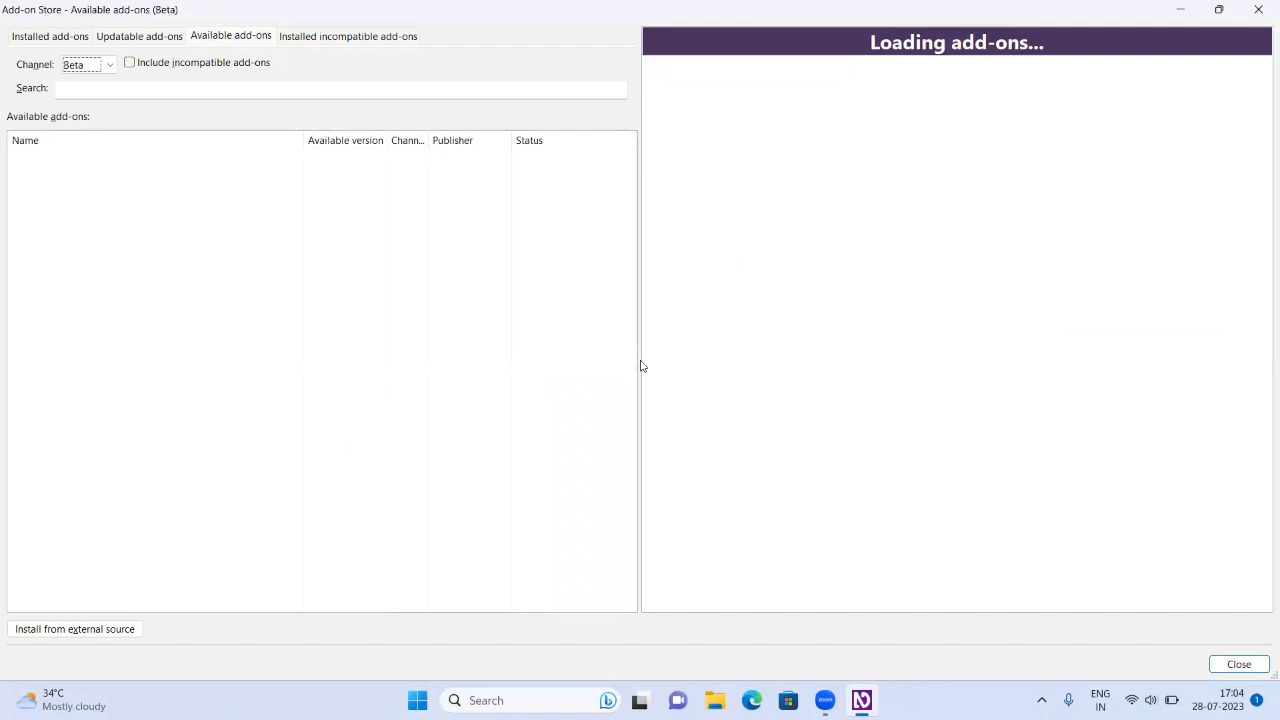 Add-on Store - Available add-ons (Beta)
Installed add-ons Updatable add-ons Available add-ons Installed incompatible add-ons
Channel: Beta Include incompatible add-ons
Search:
Available add-ons:
Name Available version Chann... Publisher Status
Loading add-ons...
Install from external source
Close
34°C
Mostly cloudy
Search
zoom
ENG
IN
17:04
28-07-2023
1